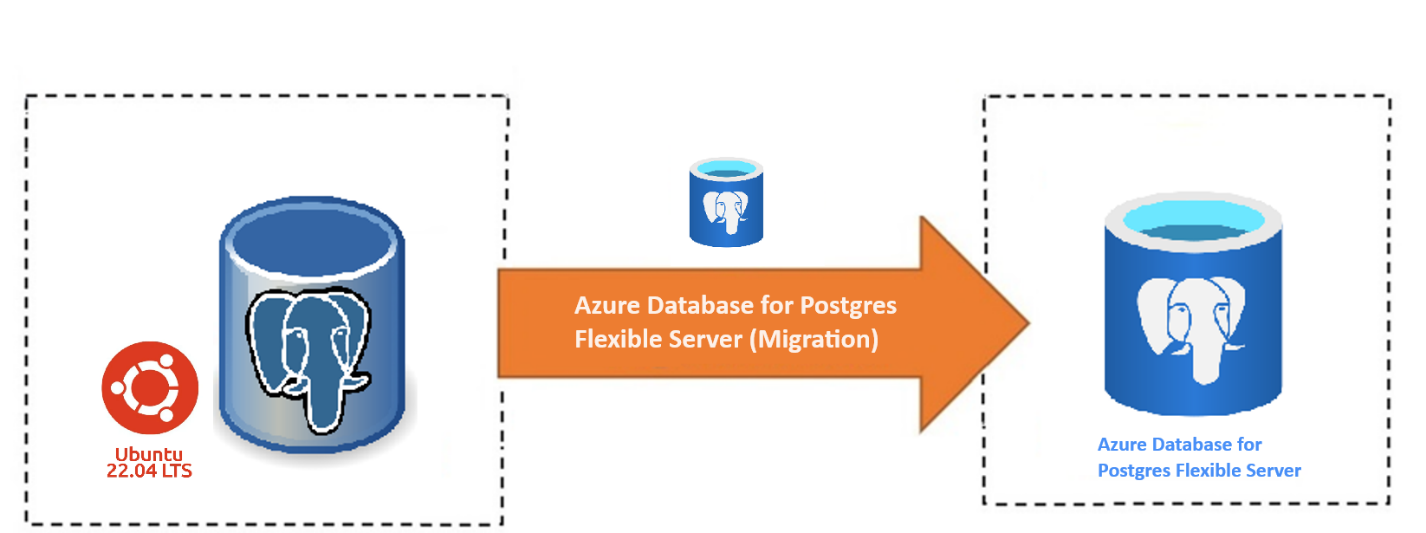 Azure Database for Postgres
Flexible Server (Migration)
Ubuntu
22.04 LTS
Azure Database for
Postgres Flexible Server